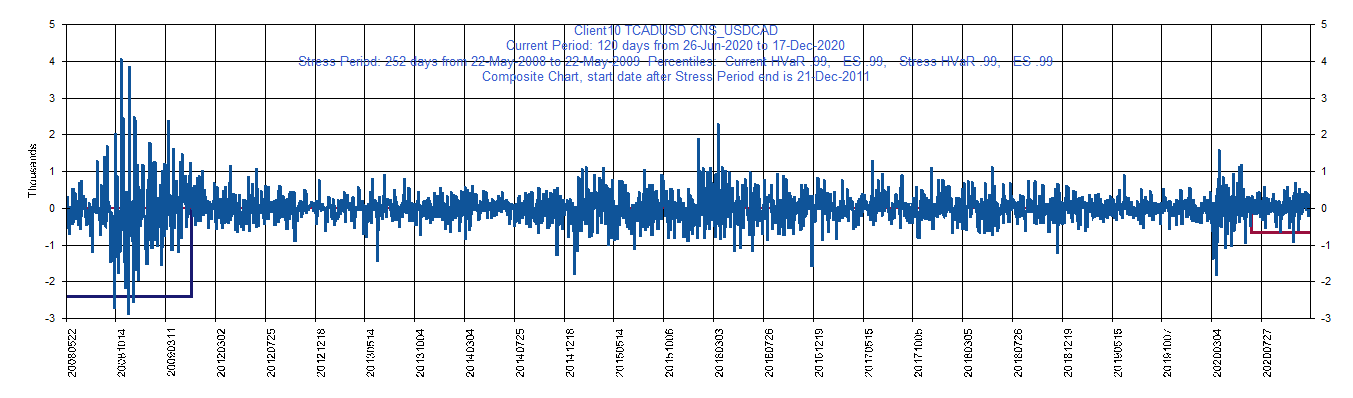 Client10 TCADUSD CNS_USDCAD
Current Period: 120 days from 26-Jun-2020 to 17-Dec-2020
Stress Period: 252 days from 22-May-2008 to 22-May-2009 Percentiles: Current HVaR .99, ES .99, Stress HVaR .99, ES .99
Composite Chart, start date after Stress Period end is 21-Dec-2011
Thousands
5 5
4 4
3 3
2 2
1 1
0 0
-1 -1
-2 -2
-3 -3
20080522 20081014 20090311 20120302 20120725 20121218 20130514 20131004 20140304 20140725 20141218 20150514 20151006 20160303 20160726 20161219 20170515 20171005 20180305 20180726 20181219 20190515 20191007 20200304 20200727